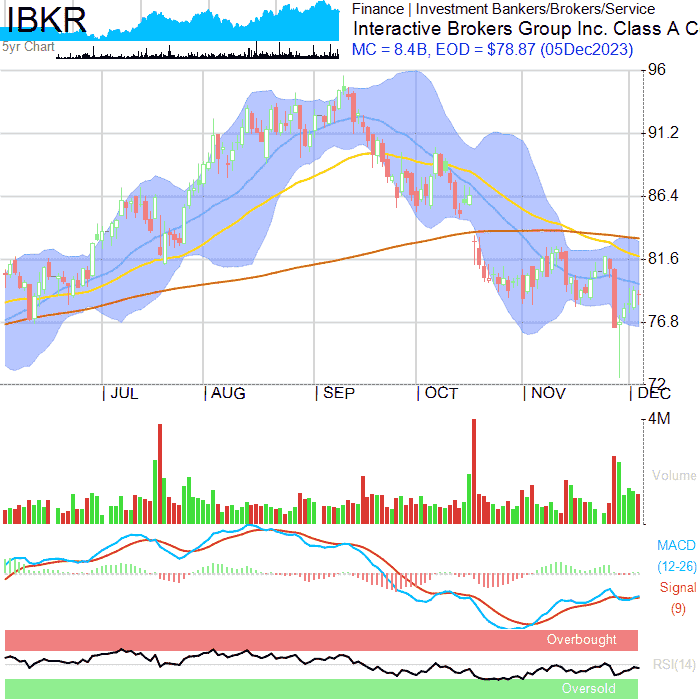 IBKR
5yr Chart
Finance | Investment Bankers/Brokers/Service
Interactive Brokers Group Inc. Class A C
MC = 8.4B, EOD = $78.87 (05Dec2023)
96
91.2
86.4
81.6
76.8
72
JUL
AUG
SEP
OCT
NOV
DEC
4M
Volume
MACD
(12-26)
Signal
(9)
Overbought
RSI(14)
Oversold